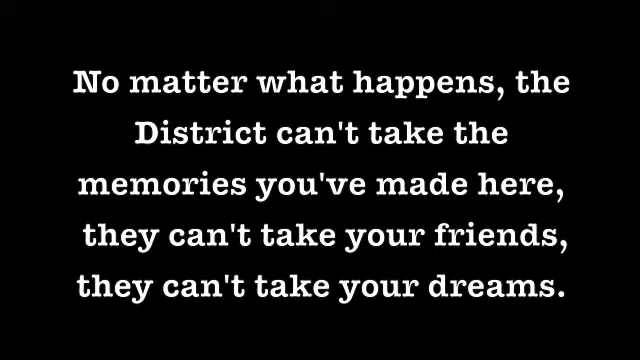 No matter what happens, the
District can't take the
memories you've made here,
they can't take your friends,
they can't take your dreams.